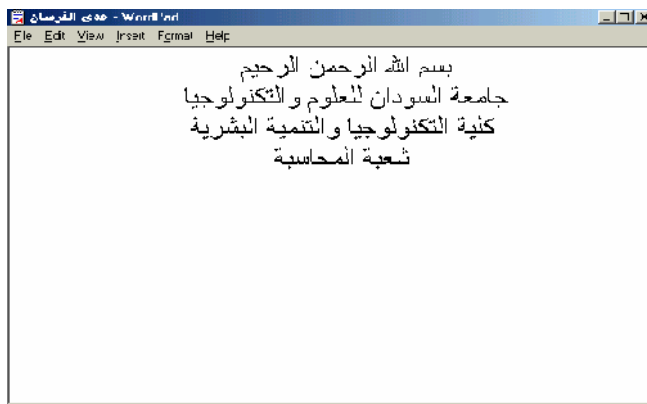 هدى الفرسان - WordPad
File Edit View Insert Format Help
بسم الله الرحمن الرحيم
جامعة السودان للعلوم والتكنولوجيا
كلية التكنولوجيا والتنمية البشرية
شعبة المحاسبة